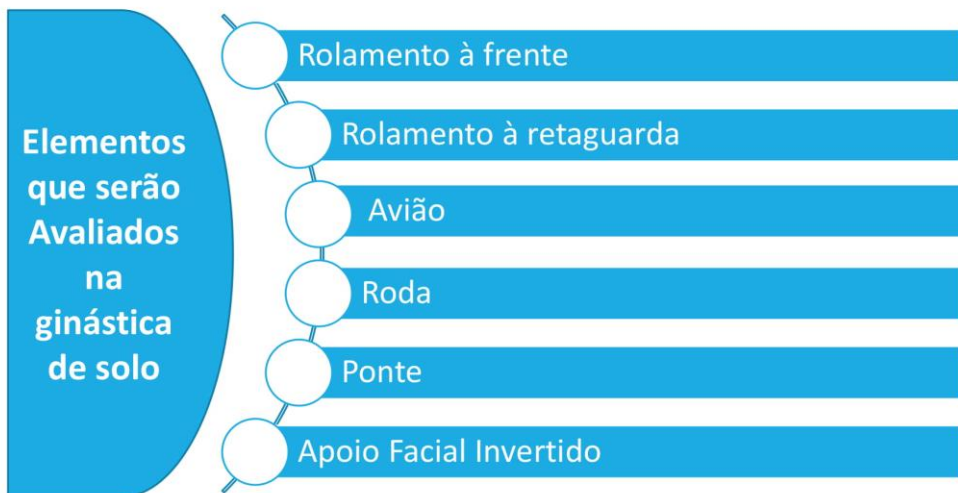 Elementos
que serão
Avaliados
na
ginástica
de solo
Rolamento à frente
Rolamento à retaguarda
Avião
Roda
Ponte
Apoio Facial Invertido